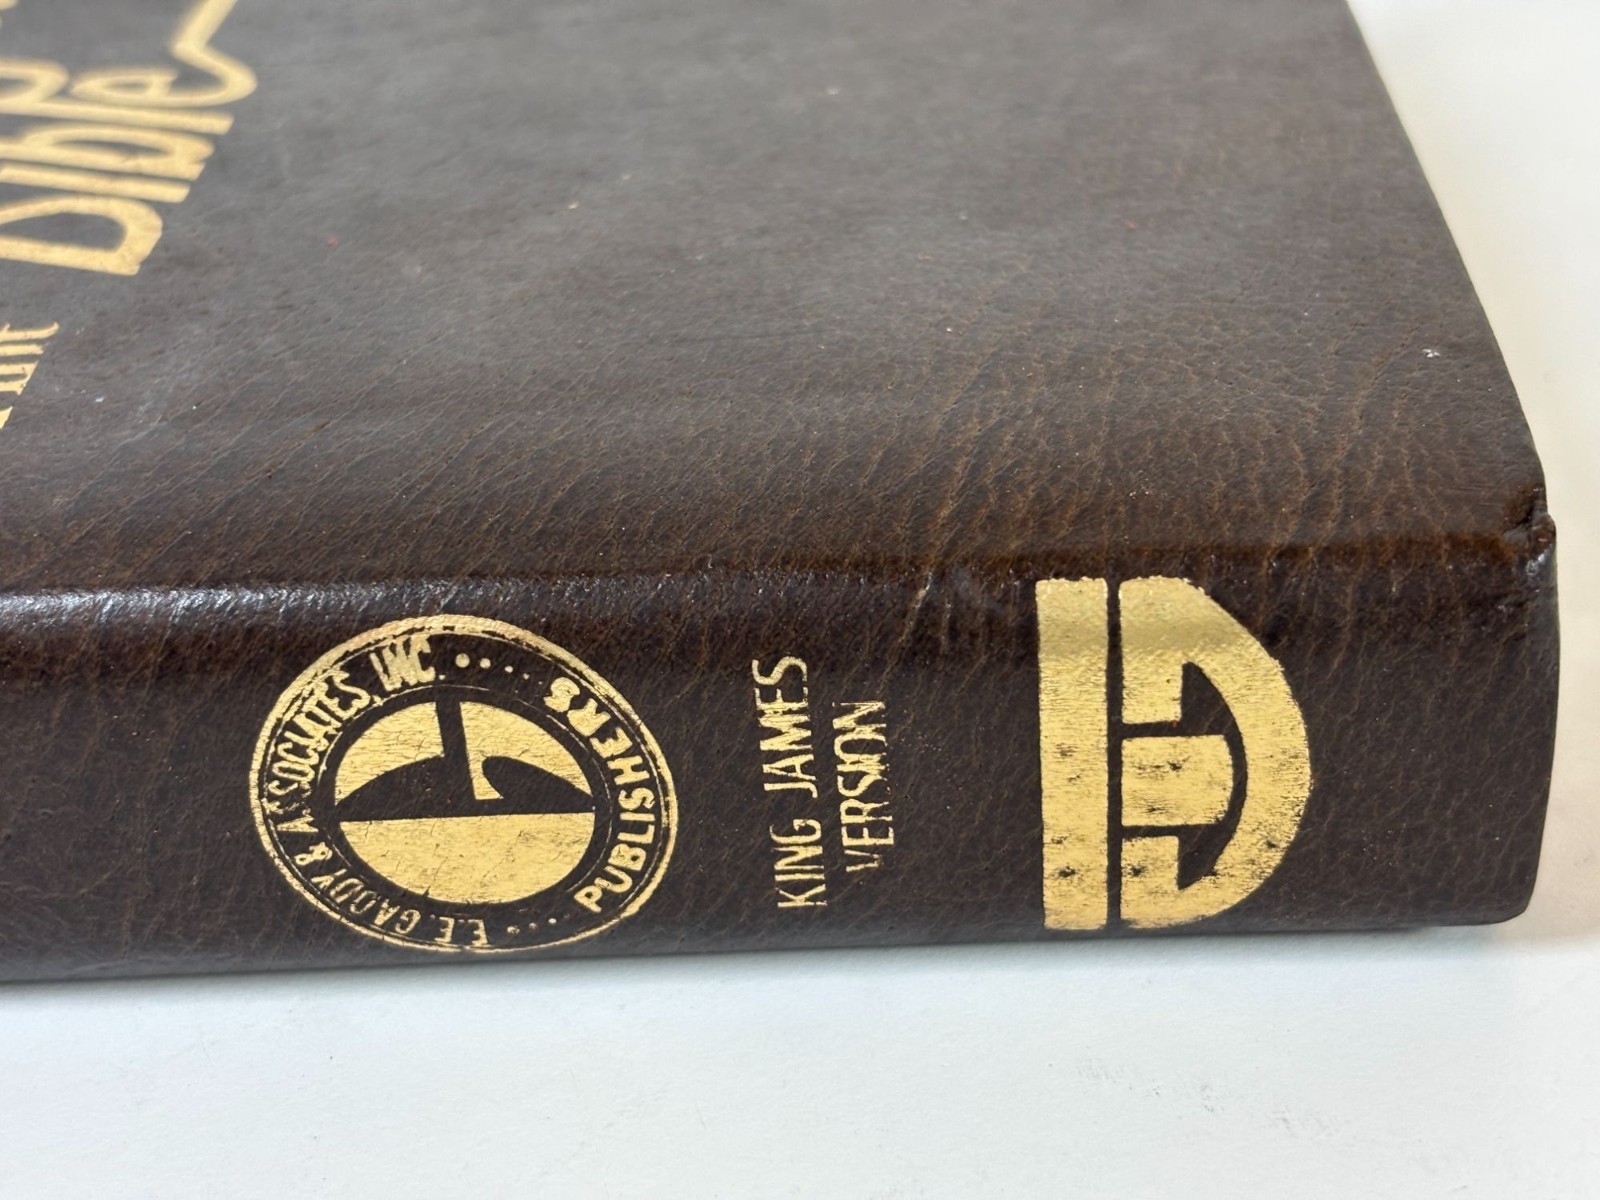 Bible
E.E. GADDY & ASSOCIATES, INC.
PUBLISHERS
KING JAMES
VERSION